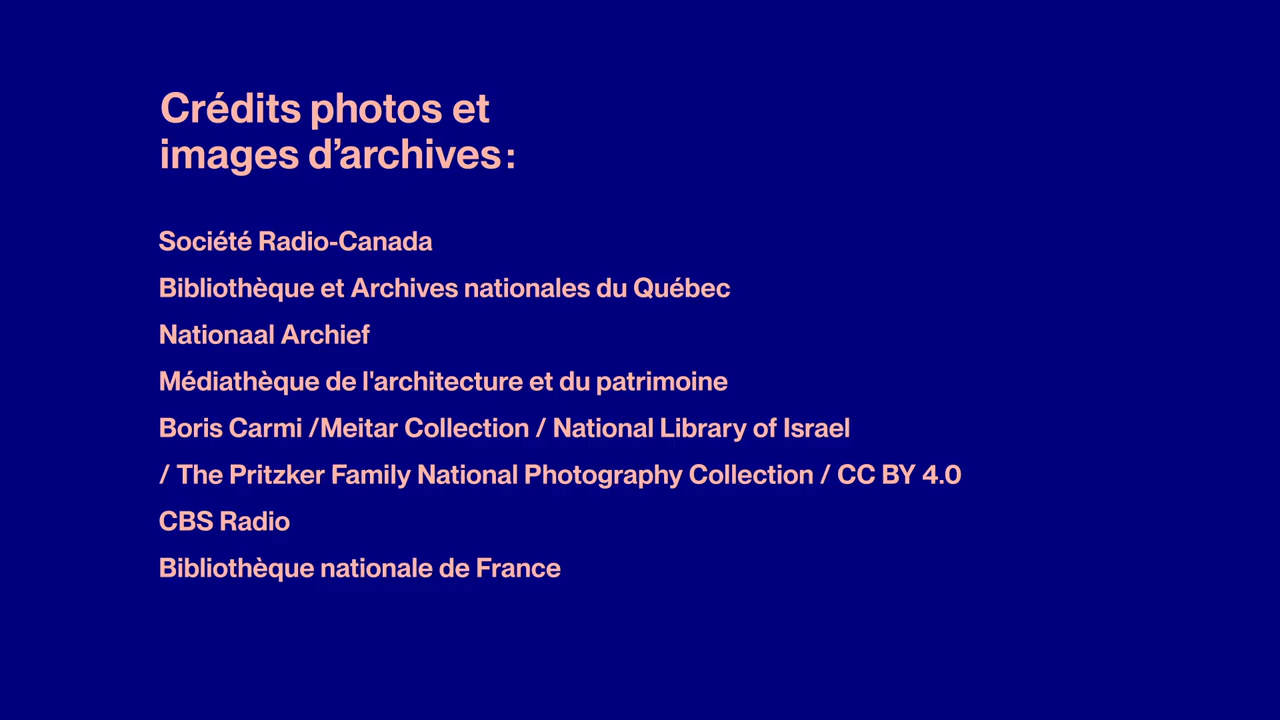 Crédits photos et
images d’archives :
Société Radio-Canada
Bibliothèque et Archives nationales du Québec
Nationaal Archief
Médiathèque de l'architecture et du patrimoine
Boris Carmi /Meitar Collection / National Library of Israel
/ The Pritzker Family National Photography Collection / CC BY 4.0
CBS Radio
Bibliothèque nationale de France